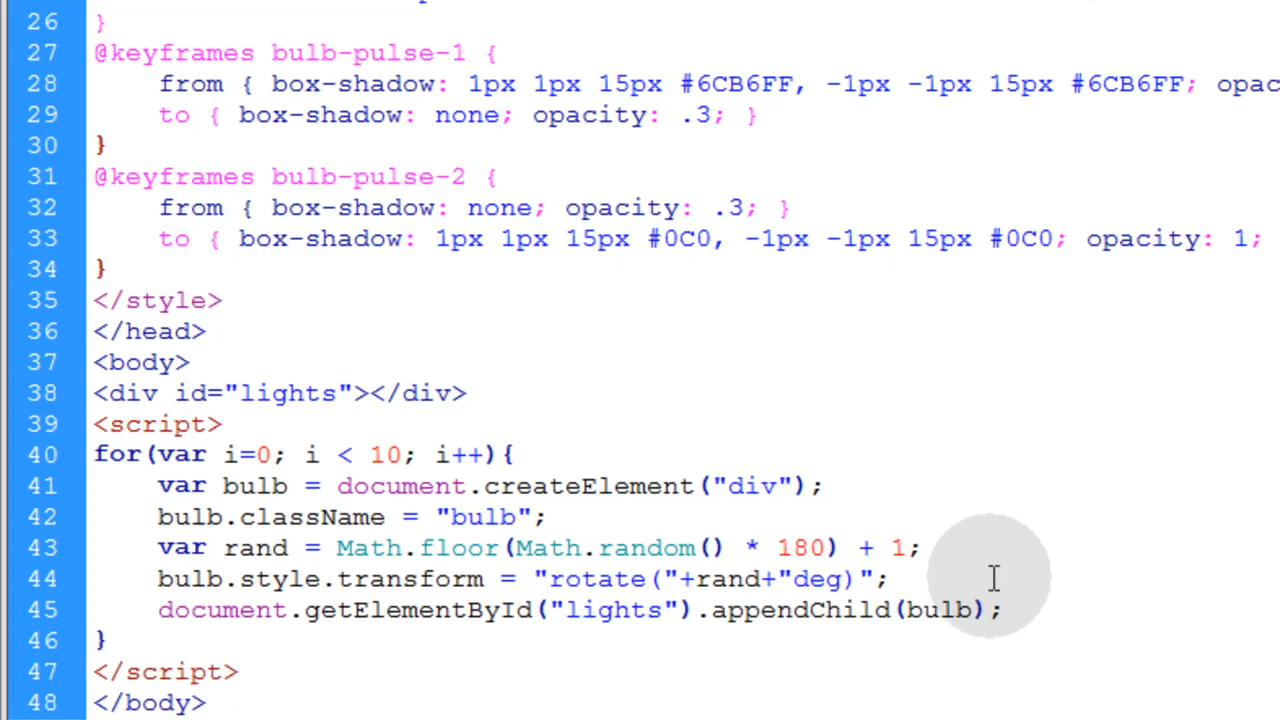 26 }
27 @keyframes bulb-pulse-1 {
28     from { box-shadow: 1px 1px 15px #6CB6FF, -1px -1px 15px #6CB6FF; opac
29     to { box-shadow: none; opacity: .3; }
30 }
31 @keyframes bulb-pulse-2 {
32     from { box-shadow: none; opacity: .3; }
33     to { box-shadow: 1px 1px 15px #0C0, -1px -1px 15px #0C0; opacity: 1;
34 }
35 </style>
36 </head>
37 <body>
38 <div id="lights"></div>
39 <script>
40 for(var i=0; i < 10; i++){
41     var bulb = document.createElement("div");
42     bulb.className = "bulb";
43     var rand = Math.floor(Math.random() * 180) + 1;
44     bulb.style.transform = "rotate("+rand+"deg)";
45     document.getElementById("lights").appendChild(bulb);
46 }
47 </script>
48 </body>